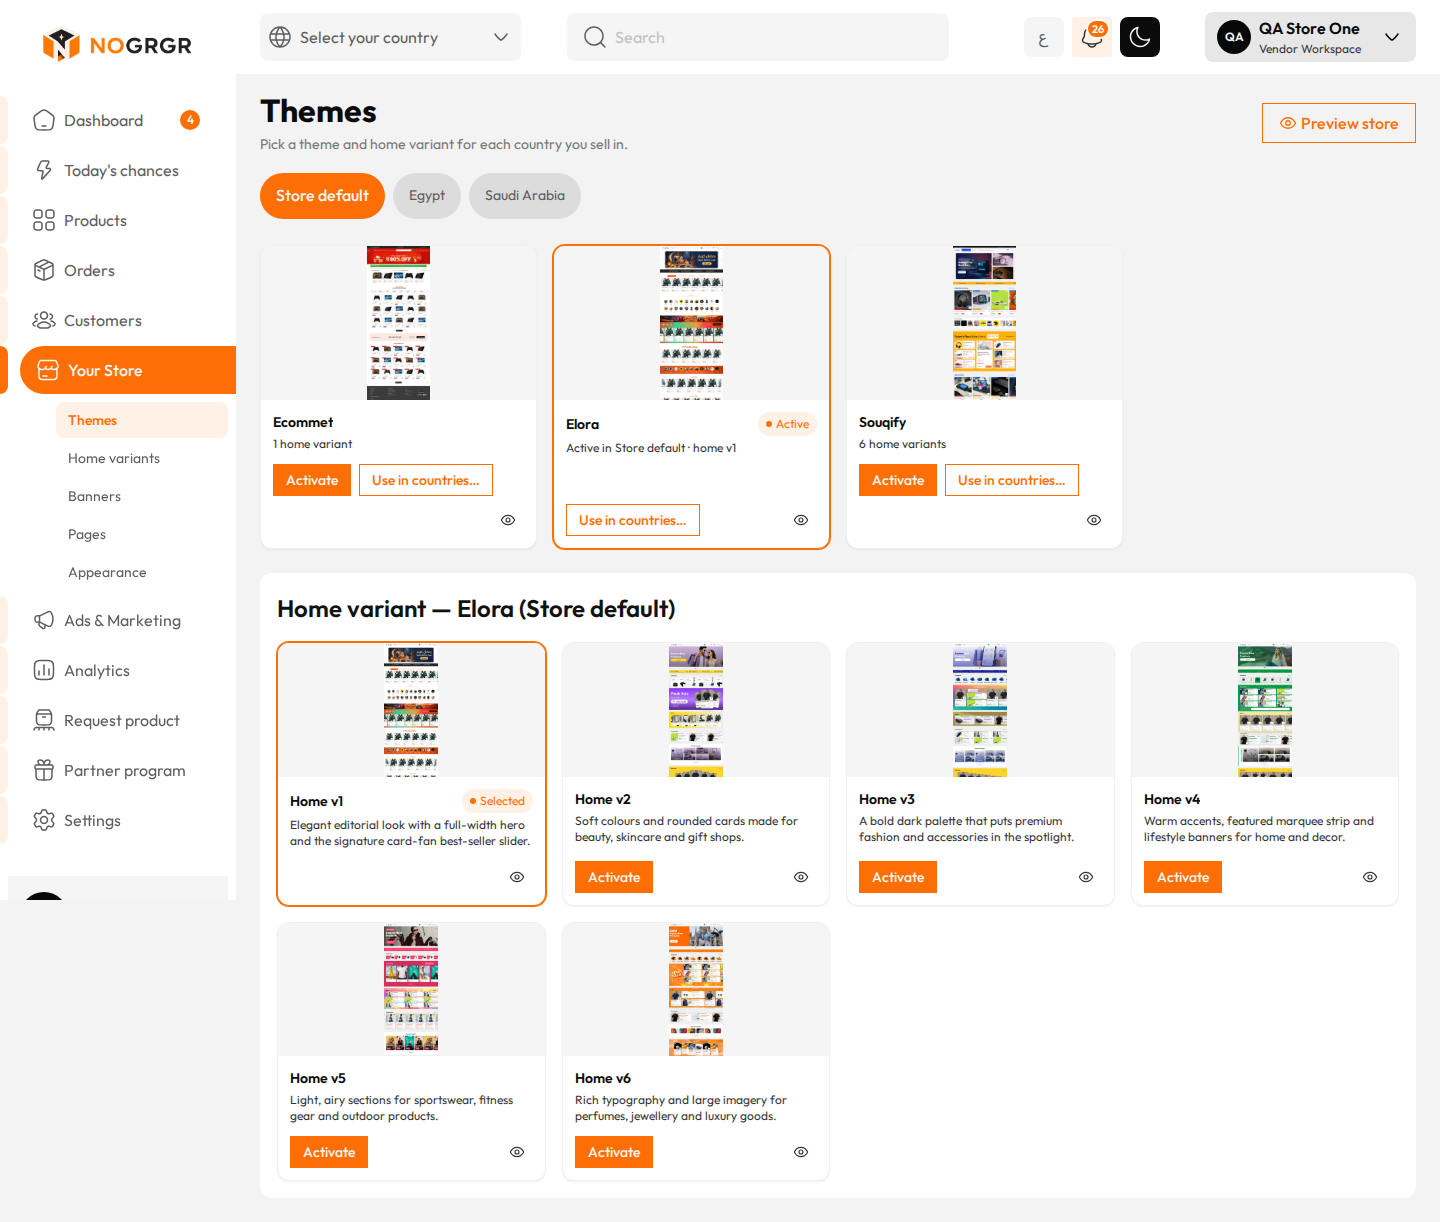 NOGRGR
Select your country
Search
ع
26
QA
QA Store One
Vendor Workspace
Dashboard
4
Today's chances
Products
Orders
Customers
Your Store
Themes
Home variants
Banners
Pages
Appearance
Ads & Marketing
Analytics
Request product
Partner program
Settings
Themes
Pick a theme and home variant for each country you sell in.
Preview store
Store default
Egypt
Saudi Arabia
Ecommet
1 home variant
Activate
Use in countries...
Elora
Active
Active in Store default · home v1
Use in countries...
Souqify
6 home variants
Activate
Use in countries...
Home variant — Elora (Store default)
Home v1
Selected
Elegant editorial look with a full-width hero
and the signature card-fan best-seller slider.
Home v2
Soft colours and rounded cards made for
beauty, skincare and gift shops.
Activate
Home v3
A bold dark palette that puts premium
fashion and accessories in the spotlight.
Activate
Home v4
Warm accents, featured marquee strip and
lifestyle banners for home and decor.
Activate
Home v5
Light, airy sections for sportswear, fitness
gear and outdoor products.
Activate
Home v6
Rich typography and large imagery for
perfumes, jewellery and luxury goods.
Activate